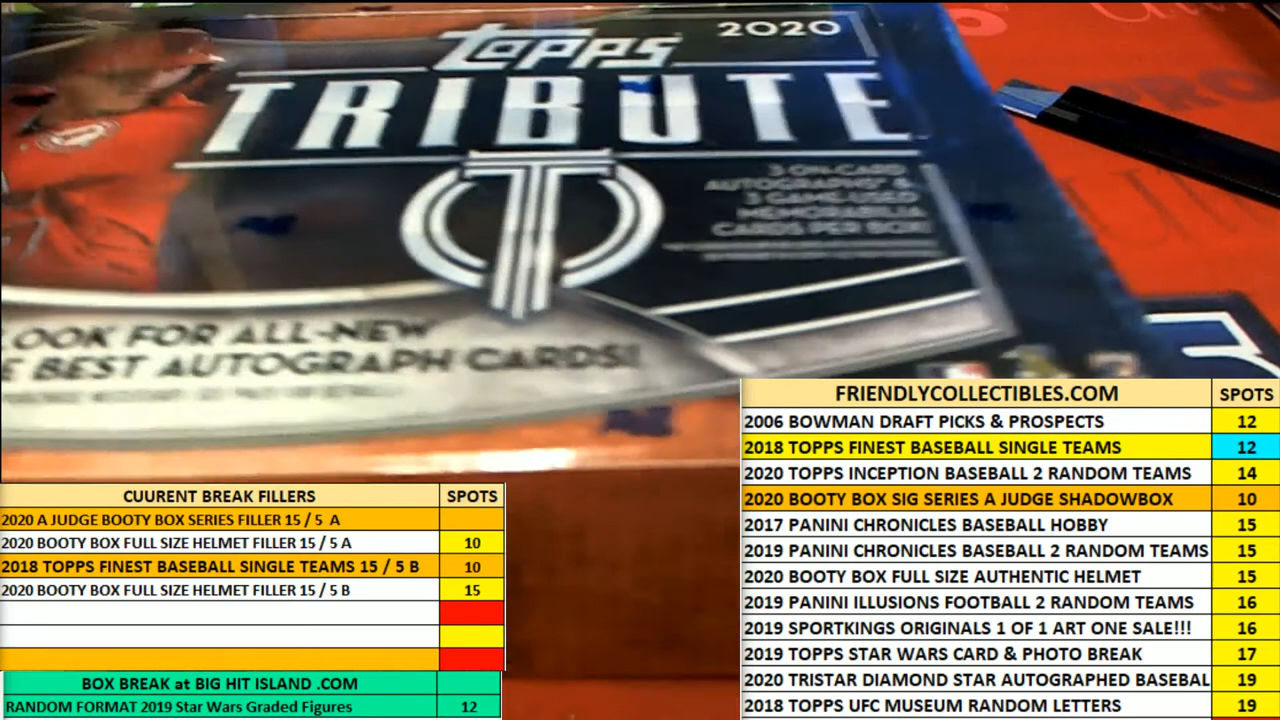 2020
TOPPS
TRIBUTE
3 ON-CARD
AUTOGRAPHS* &
3 GAME-USED
MEMORABILIA
CARDS PER BOX!
OOK FOR ALL-NEW
E BEST AUTOGRAPH CARDS!
CUURENT BREAK FILLERS SPOTS
2020 A JUDGE BOOTY BOX SERIES FILLER 15 / 5 A
2020 BOOTY BOX FULL SIZE HELMET FILLER 15 / 5 A 10
2018 TOPPS FINEST BASEBALL SINGLE TEAMS 15 / 5 B 10
2020 BOOTY BOX FULL SIZE HELMET FILLER 15 / 5 B 15
BOX BREAK at BIG HIT ISLAND .COM
RANDOM FORMAT 2019 Star Wars Graded Figures 12
FRIENDLYCOLLECTIBLES.COM SPOTS
2006 BOWMAN DRAFT PICKS & PROSPECTS 12
2018 TOPPS FINEST BASEBALL SINGLE TEAMS 12
2020 TOPPS INCEPTION BASEBALL 2 RANDOM TEAMS 14
2020 BOOTY BOX SIG SERIES A JUDGE SHADOWBOX 10
2017 PANINI CHRONICLES BASEBALL HOBBY 15
2019 PANINI CHRONICLES BASEBALL 2 RANDOM TEAMS 15
2020 BOOTY BOX FULL SIZE AUTHENTIC HELMET 15
2019 PANINI ILLUSIONS FOOTBALL 2 RANDOM TEAMS 16
2019 SPORTKINGS ORIGINALS 1 OF 1 ART ONE SALE!!! 16
2019 TOPPS STAR WARS CARD & PHOTO BREAK 17
2020 TRISTAR DIAMOND STAR AUTOGRAPHED BASEBAL 19
2018 TOPPS UFC MUSEUM RANDOM LETTERS 19